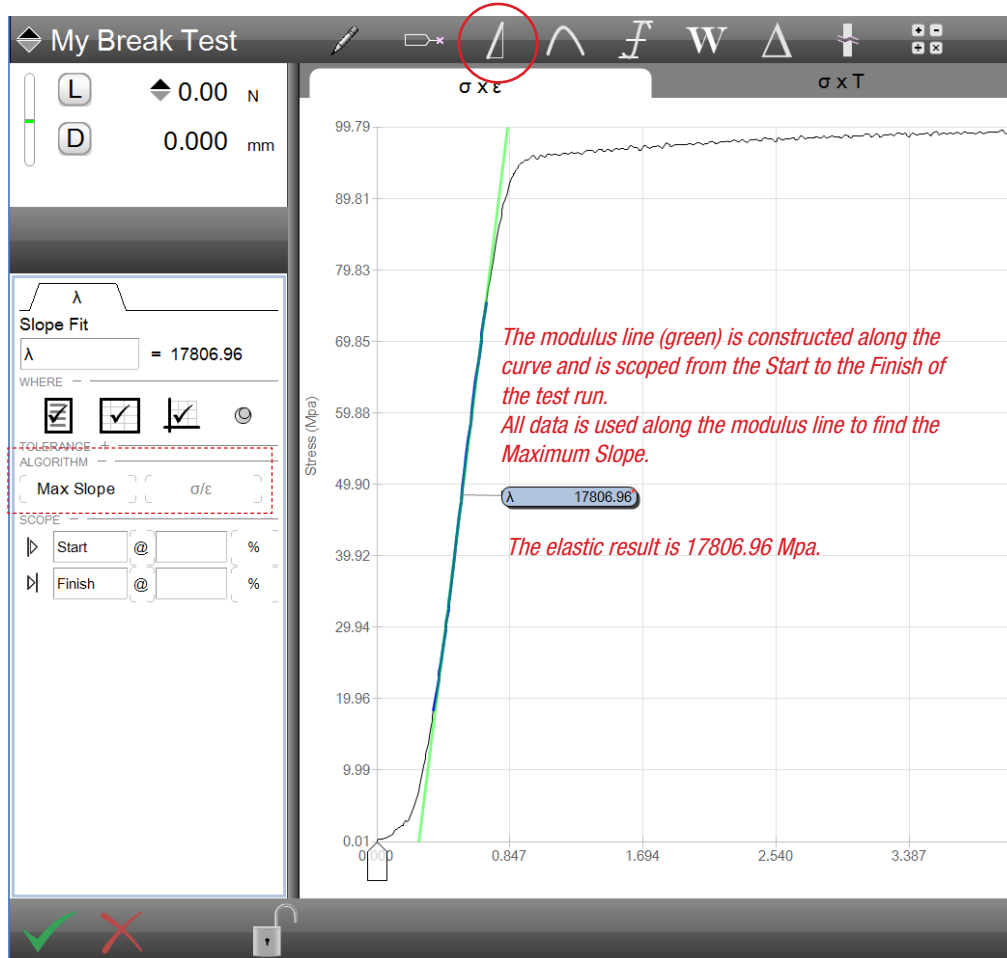 My Break Test
W
L 0.00 N
D 0.000 mm
σ x ε
σ x T
λ
Slope Fit
λ = 17806.96
WHERE
TOLERANCE
ALGORITHM
Max Slope σ/ε
SCOPE
Start @ %
Finish @ %
Stress (Mpa)
99.79
89.81
79.83
69.85
59.88
49.90
39.92
29.94
19.96
9.99
0.01
0.000 0.847 1.694 2.540 3.387
The modulus line (green) is constructed along the
curve and is scoped from the Start to the Finish of
the test run.
All data is used along the modulus line to find the
Maximum Slope.
λ 17806.96
The elastic result is 17806.96 Mpa.